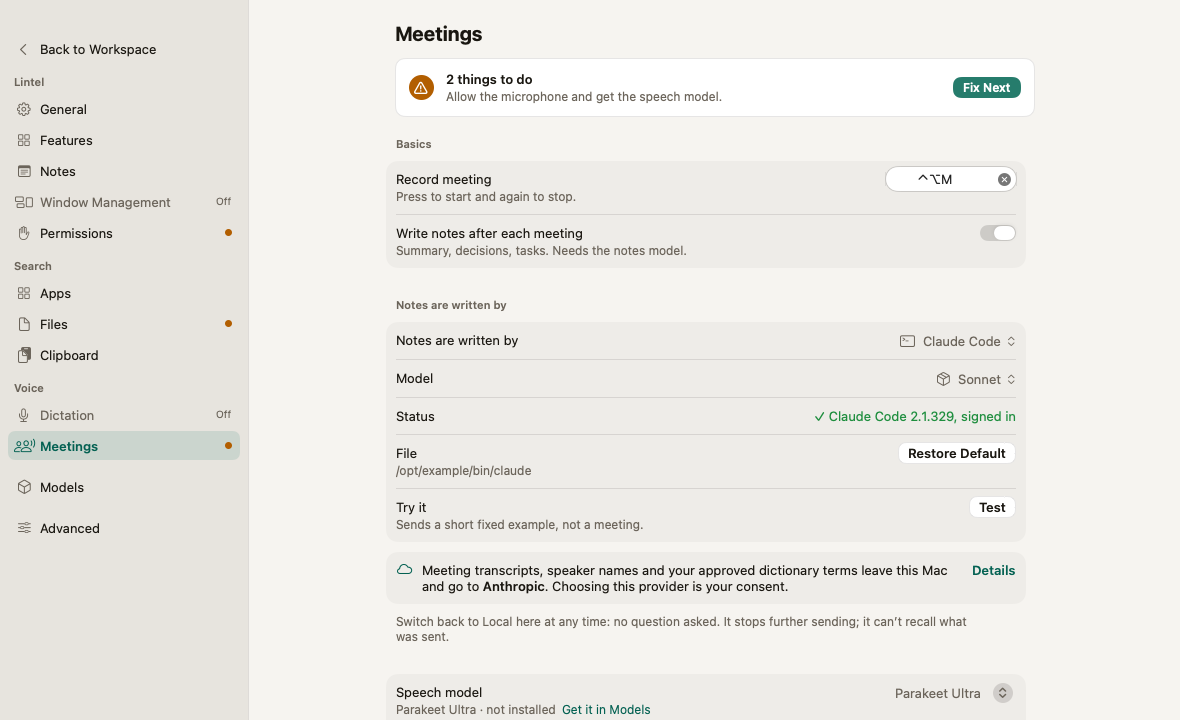 Back to Workspace
Lintel
General
Features
Notes
Window Management Off
Permissions
Search
Apps
Files
Clipboard
Voice
Dictation Off
Meetings
Models
Advanced
Meetings
2 things to do
Allow the microphone and get the speech model.
Fix Next
Basics
Record meeting
Press to start and again to stop.
⌃⌥M
Write notes after each meeting
Summary, decisions, tasks. Needs the notes model.
Notes are written by
Notes are written by Claude Code
Model Sonnet
Status ✓ Claude Code 2.1.329, signed in
File
/opt/example/bin/claude
Restore Default
Try it
Sends a short fixed example, not a meeting.
Test
Meeting transcripts, speaker names and your approved dictionary terms leave this Mac
and go to Anthropic. Choosing this provider is your consent.
Details
Switch back to Local here at any time: no question asked. It stops further sending; it can’t recall what
was sent.
Speech model
Parakeet Ultra · not installed Get it in Models
Parakeet Ultra